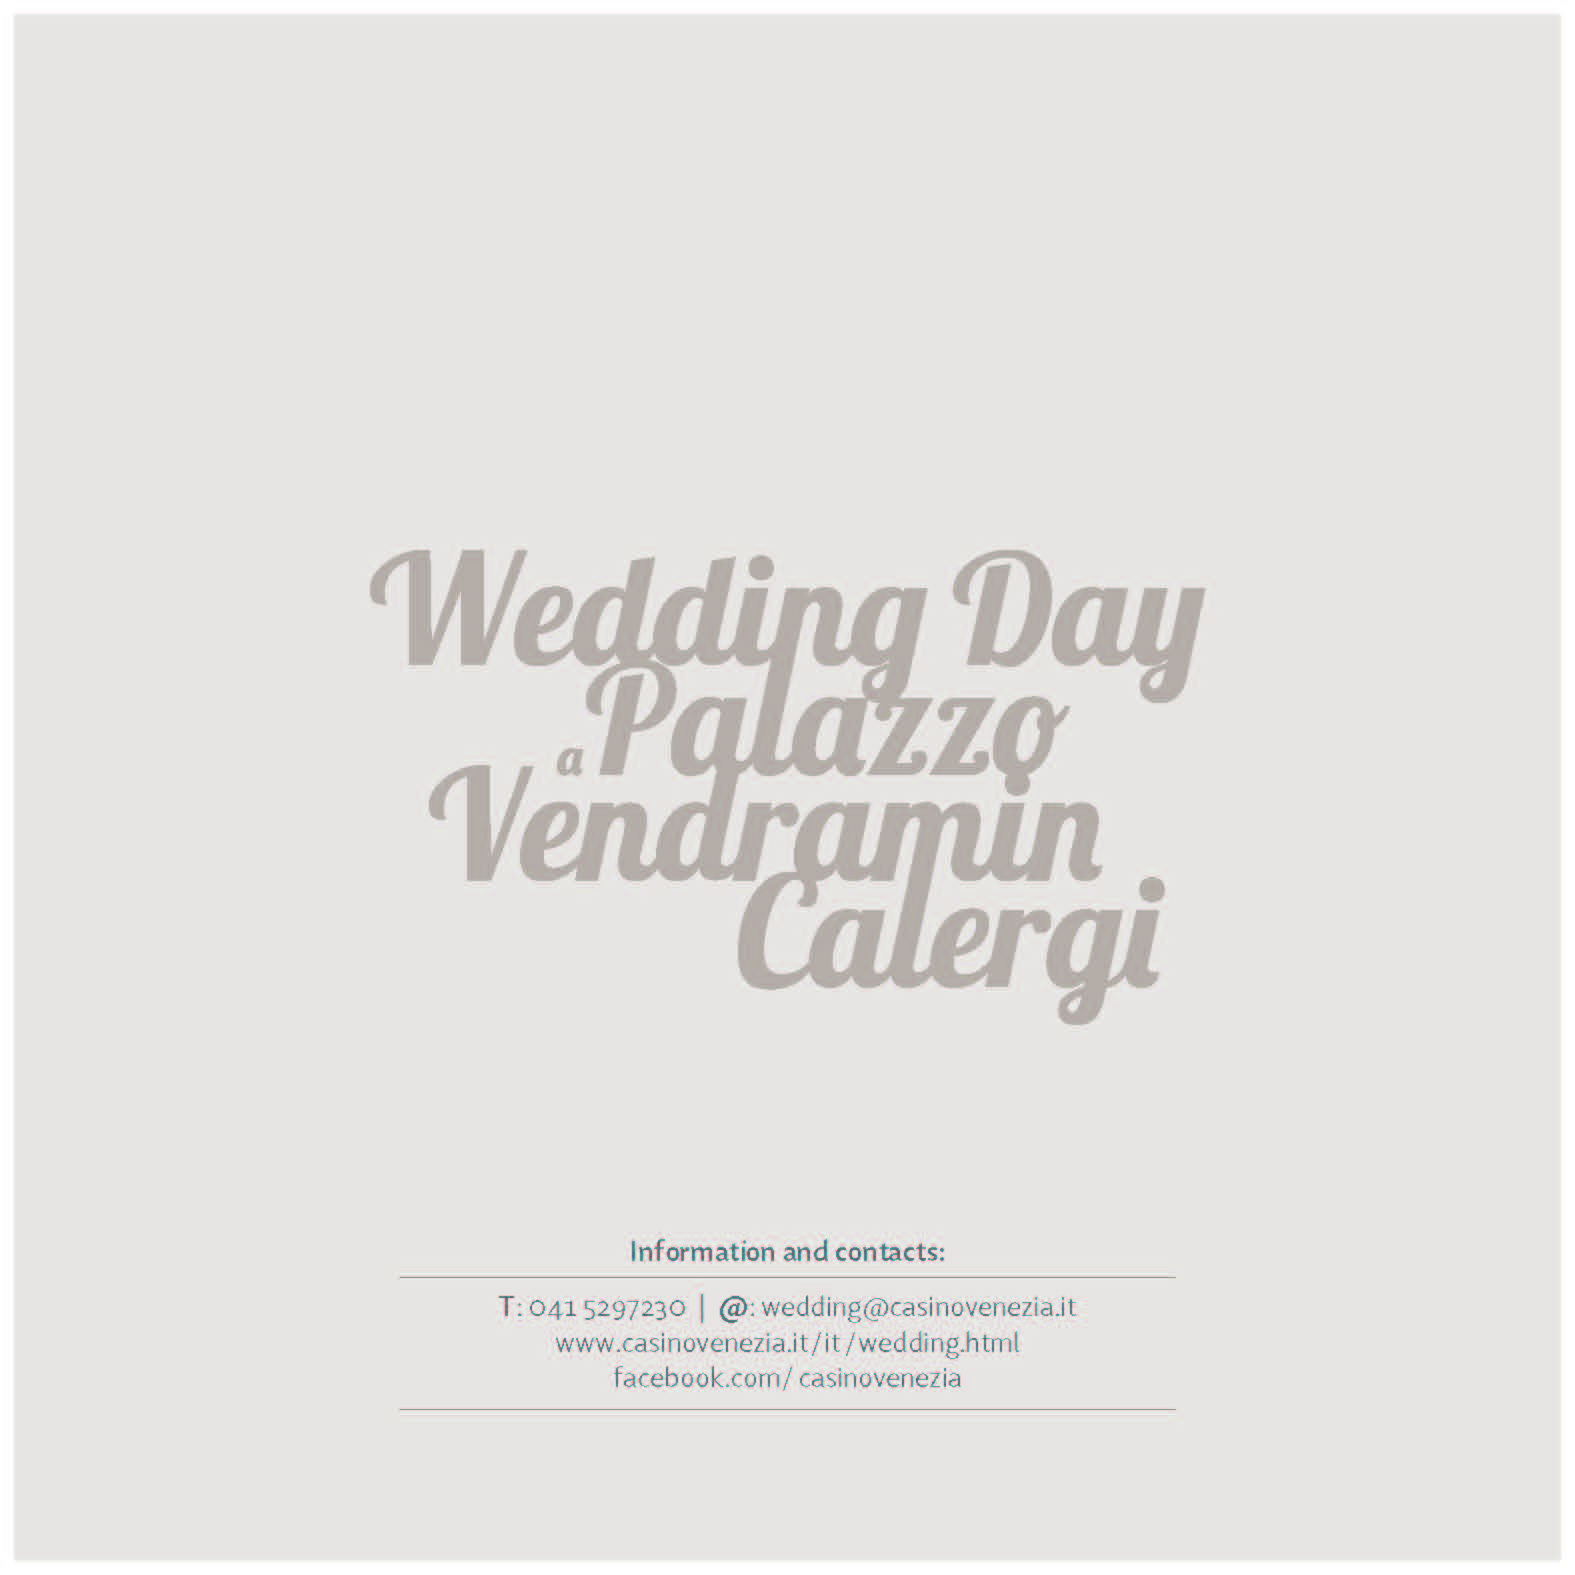 Wedding Day
a Palazzo
Vendramin
Calergi
Information and contacts:
T: 041 5297230 | @: wedding@casinovenezia.it
www.casinovenezia.it/it /wedding.html
facebook.com/ casinovenezia